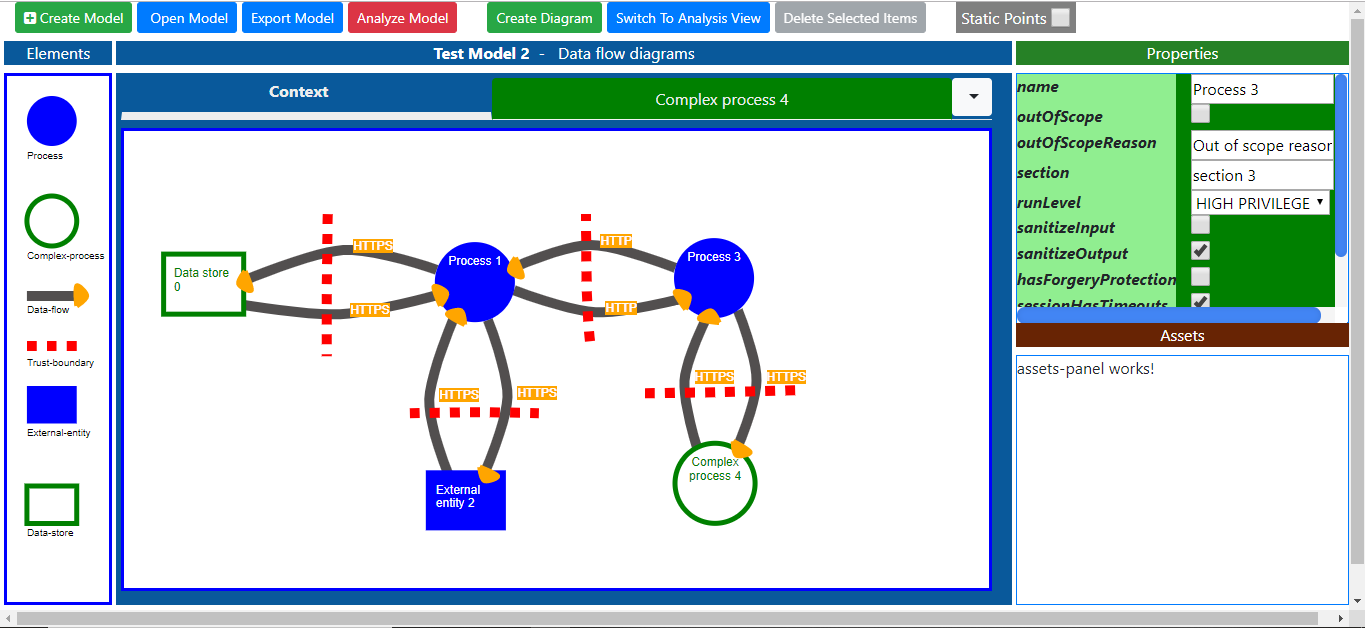 Create Model Open Model Export Model Analyze Model Create Diagram Switch To Analysis View Delete Selected Items Static Points
Elements
Test Model 2 - Data flow diagrams
Properties
Process
Complex-process
Data-flow
Trust-boundary
External-entity
Data-store
Context
Complex process 4
Data store
0
HTTPS
HTTPS
Process 1
HTTP
HTTP
Process 3
HTTPS
HTTPS
HTTPS
HTTPS
External
entity 2
Complex
process 4
name Process 3
outOfScope
outOfScopeReason Out of scope reason
section section 3
runLevel HIGH PRIVILEGE
sanitizeInput
sanitizeOutput
hasForgeryProtection
sessionHasTimeouts
Assets
assets-panel works!